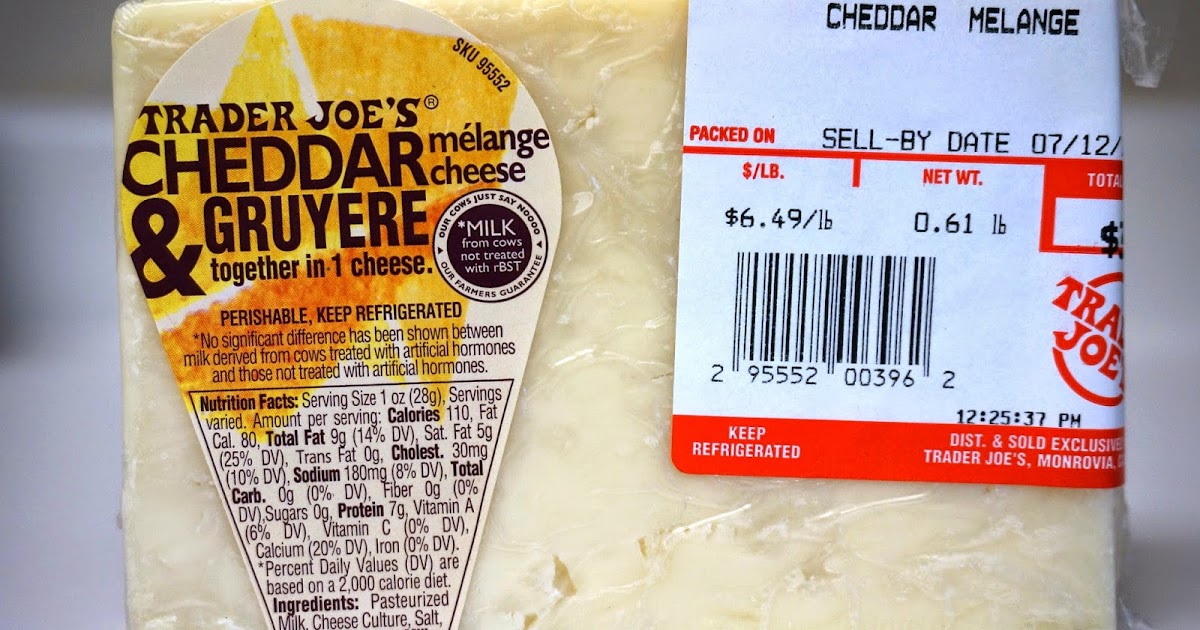 SKU 95552
TRADER JOE'S®
CHEDDAR mélange
cheese
& GRUYERE
together in 1 cheese.
OUR COWS JUST SAY NOOOO
*MILK
from cows
not treated
with rBST
OUR FARMERS GUARANTEE
PERISHABLE, KEEP REFRIGERATED
*No significant difference has been shown between
milk derived from cows treated with artificial hormones
and those not treated with artificial hormones.
Nutrition Facts: Serving Size 1 oz (28g), Servings
varied. Amount per serving: Calories 110, Fat
Cal. 80, Total Fat 9g (14% DV), Sat. Fat 5g
(25% DV), Trans Fat 0g, Cholest. 30mg
(10% DV), Sodium 180mg (8% DV), Total
Carb. 0g (0% DV), Fiber 0g (0%
DV),Sugars 0g, Protein 7g, Vitamin A
(6% DV), Vitamin C (0% DV),
Calcium (20% DV), Iron (0% DV).
*Percent Daily Values (DV) are
based on a 2,000 calorie diet.
Ingredients: Pasteurized
Milk, Cheese Culture, Salt,
CHEDDAR MELANGE
PACKED ON SELL-BY DATE 07/12/
$/LB. NET WT. TOTA
$6.49/lb 0.61 lb $
2 95552 00396 2
TRA
JOE'
12:25:37 PM
KEEP
REFRIGERATED
DIST. & SOLD EXCLUSIVE
TRADER JOE'S, MONROVIA,